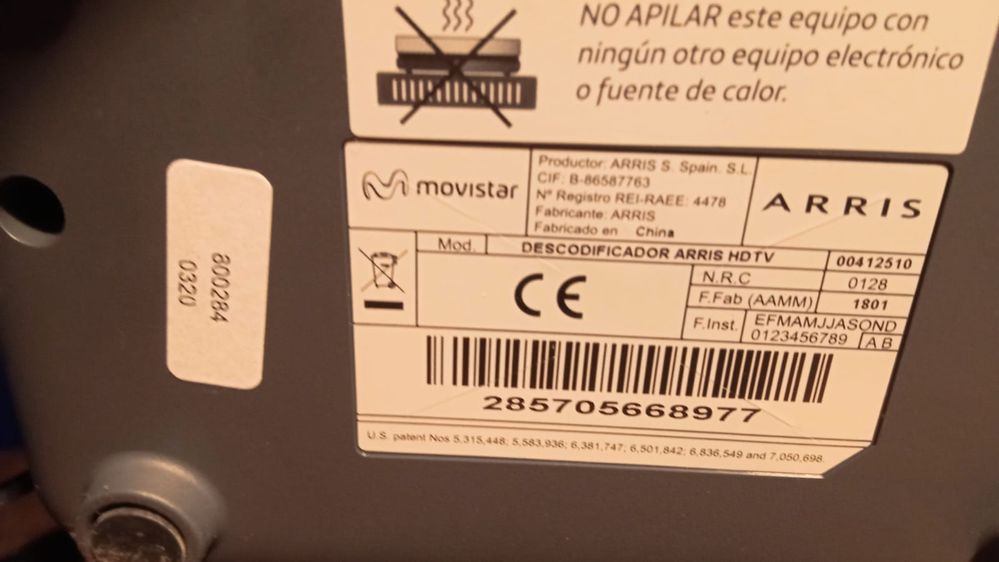 NO APILAR este equipo con
ningún otro equipo electrónico
o fuente de calor.
movistar
Productor: ARRIS S. Spain. S.L.
CIF: B-86587763
Nº Registro REI-RAEE: 4478
Fabricante: ARRIS
Fabricado en China
ARRIS
Mod. DESCODIFICADOR ARRIS HDTV 00412510
CE
N.R.C 0128
F.Fab (AAMM) 1801
F.Inst. EFMAMJJASOND
0123456789 AB
285705668977
U.S. patent Nos 5,315,448; 5,583,936; 6,381,747; 6,501,842; 6,836,549 and 7,050,698.
800284
0320